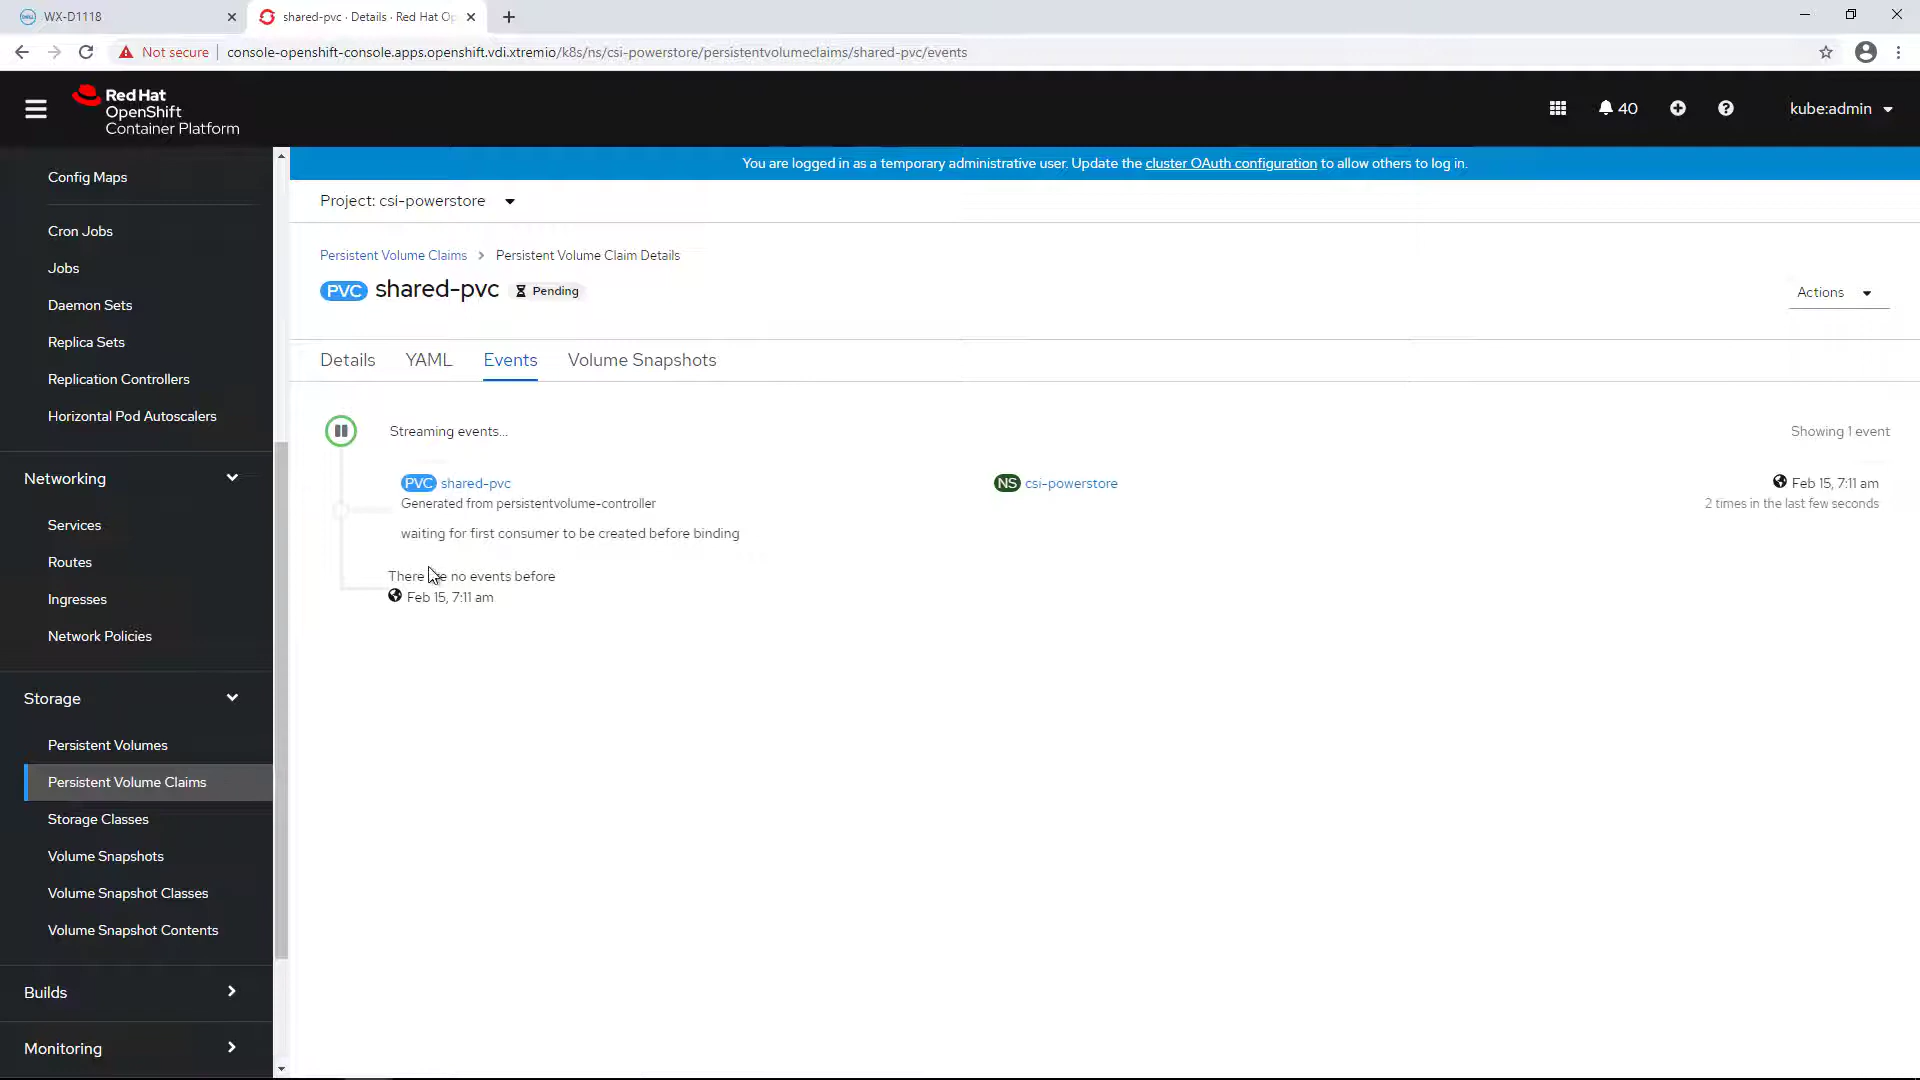 WX-D1118
shared-pvc · Details · Red Hat Op
Not secure
console-openshift-console.apps.openshift.vdi.xtremio/k8s/ns/csi-powerstore/persistentvolumeclaims/shared-pvc/events
Red Hat
OpenShift
Container Platform
40
kube:admin
You are logged in as a temporary administrative user. Update the cluster OAuth configuration to allow others to log in.
Config Maps
Cron Jobs
Jobs
Daemon Sets
Replica Sets
Replication Controllers
Horizontal Pod Autoscalers
Networking
Services
Routes
Ingresses
Network Policies
Storage
Persistent Volumes
Persistent Volume Claims
Storage Classes
Volume Snapshots
Volume Snapshot Classes
Volume Snapshot Contents
Builds
Monitoring
Project: csi-powerstore
Persistent Volume Claims > Persistent Volume Claim Details
PVC shared-pvc Pending
Actions
Details YAML Events Volume Snapshots
Streaming events...
Showing 1 event
PVC shared-pvc
NS csi-powerstore
Feb 15, 7:11 am
Generated from persistentvolume-controller
2 times in the last few seconds
waiting for first consumer to be created before binding
There are no events before
Feb 15, 7:11 am